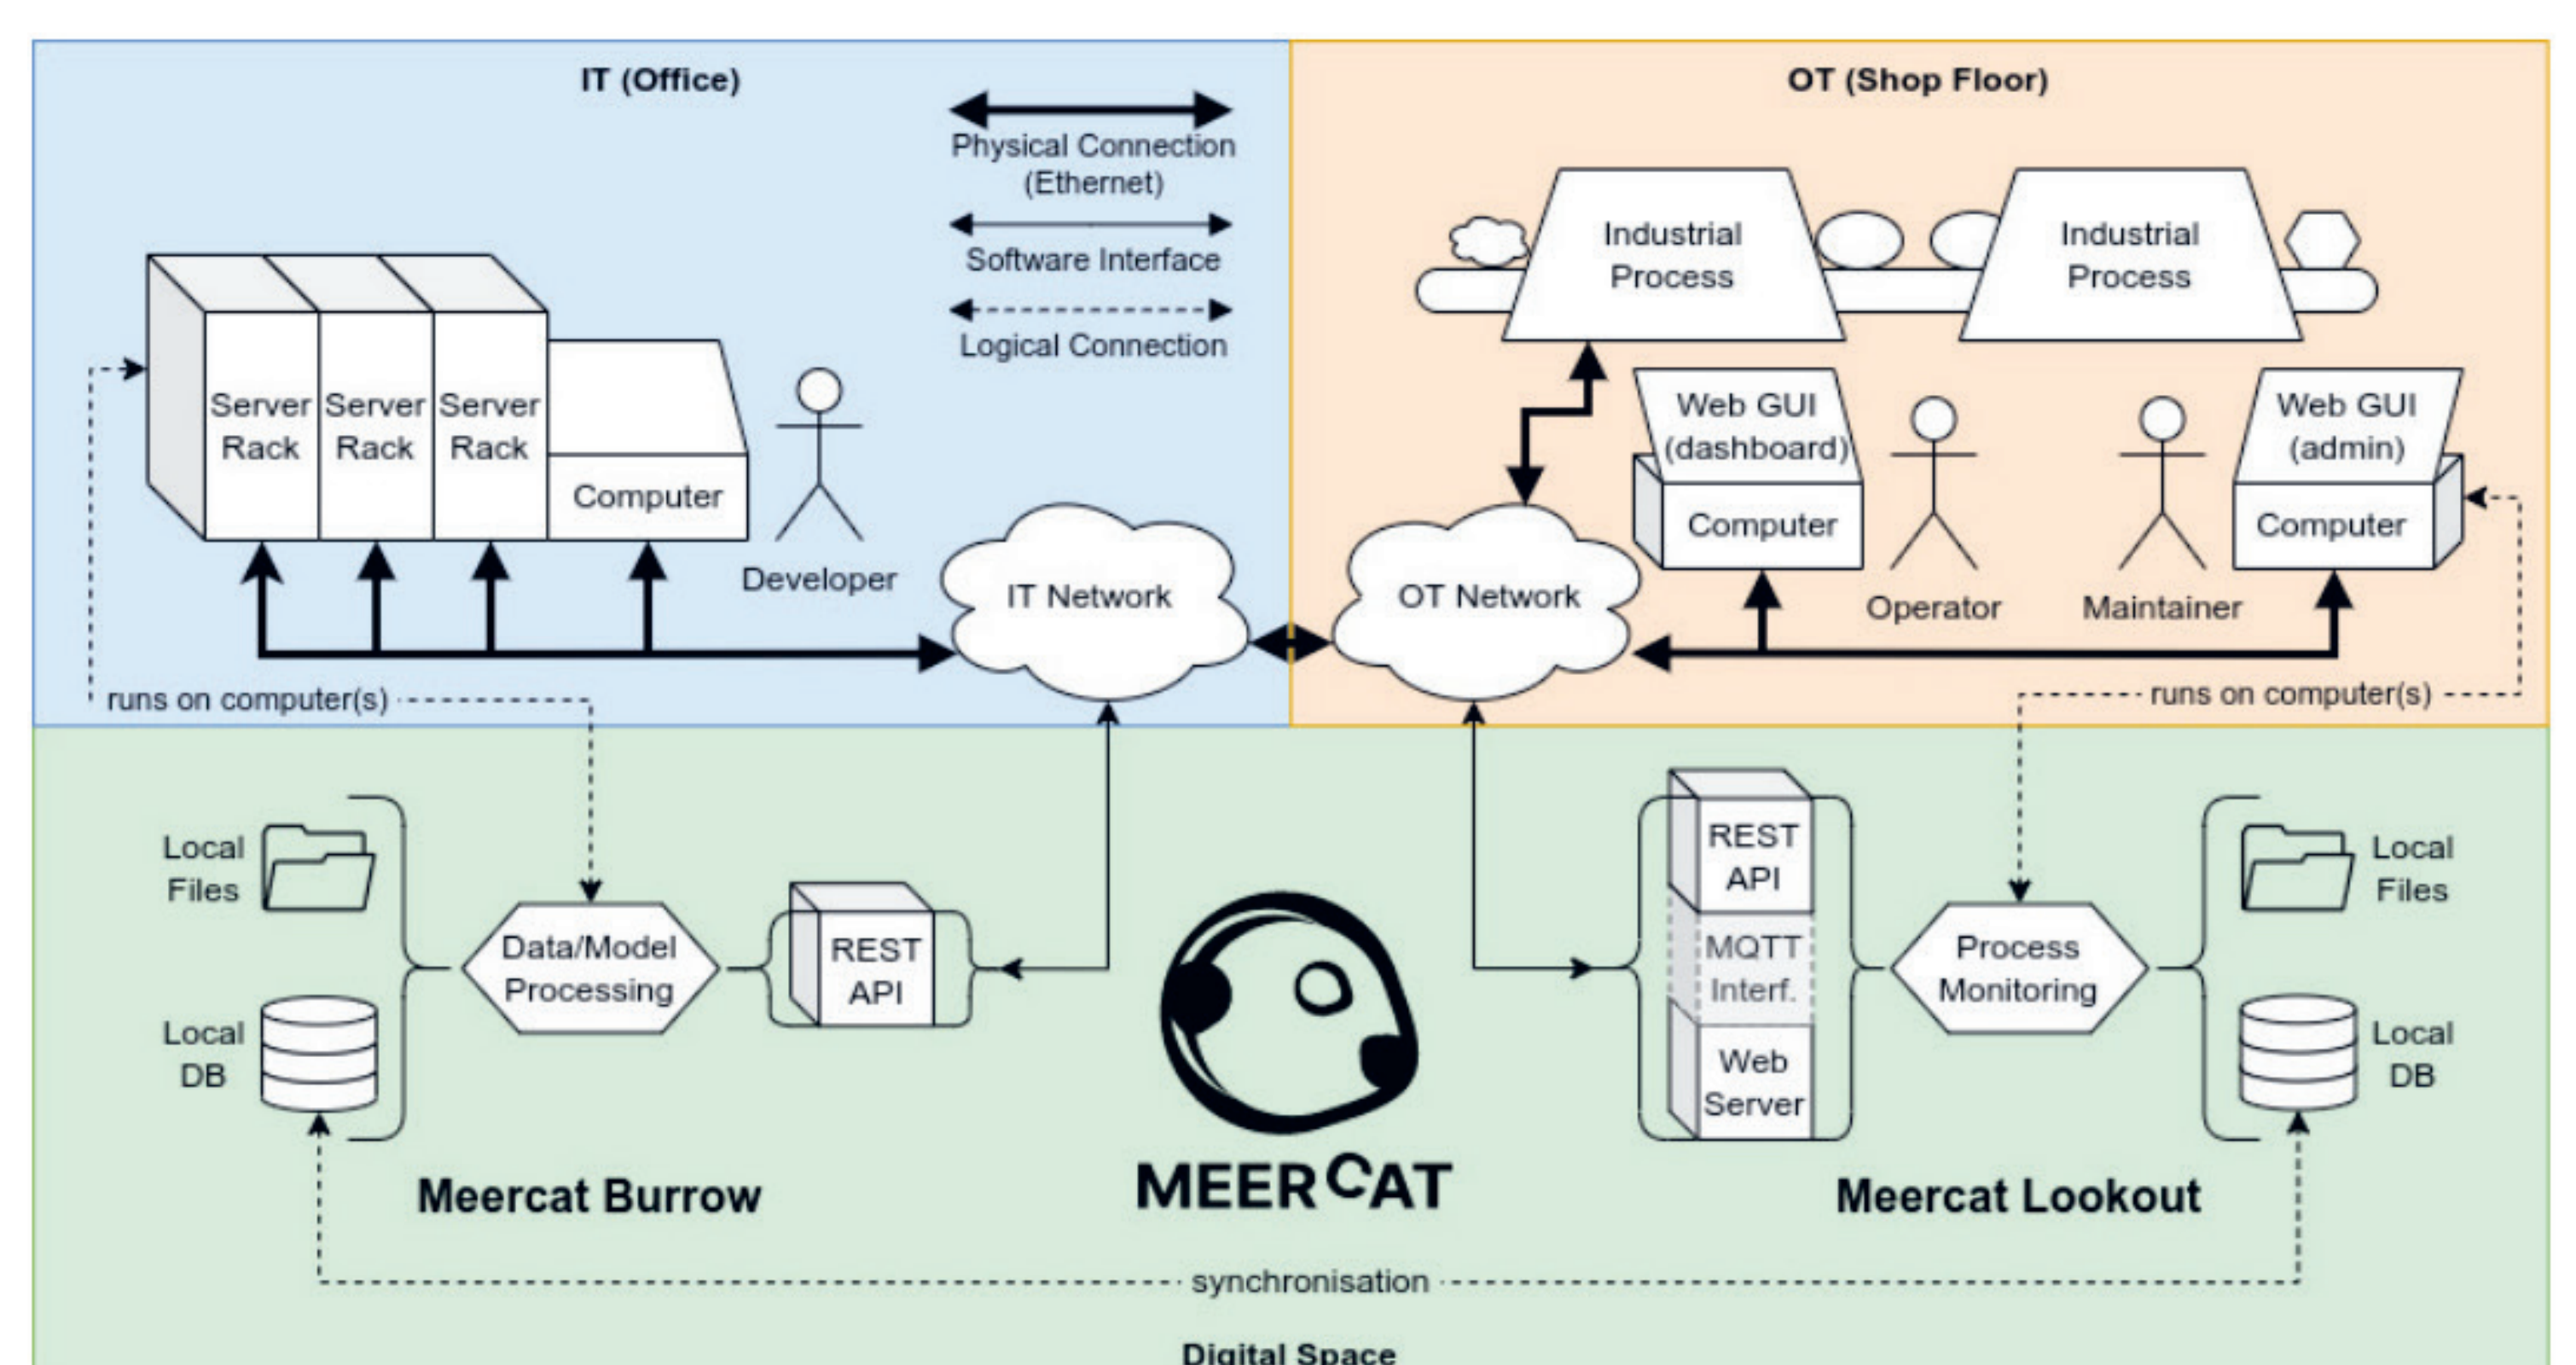 IT (Office)
Physical Connection
(Ethernet)
Software Interface
Logical Connection
Server
Rack
Server
Rack
Server
Rack
Computer
Developer
IT Network
runs on computer(s)
OT (Shop Floor)
Industrial
Process
Industrial
Process
Web GUI
(dashboard)
Computer
Operator
Maintainer
Web GUI
(admin)
Computer
OT Network
runs on computer(s)
Local
Files
Local
DB
Data/Model
Processing
REST
API
Meercat Burrow
MEERCAT
REST
API
MQTT
Interf.
Web
Server
Process
Monitoring
Local
Files
Local
DB
Meercat Lookout
synchronisation
Digital Space